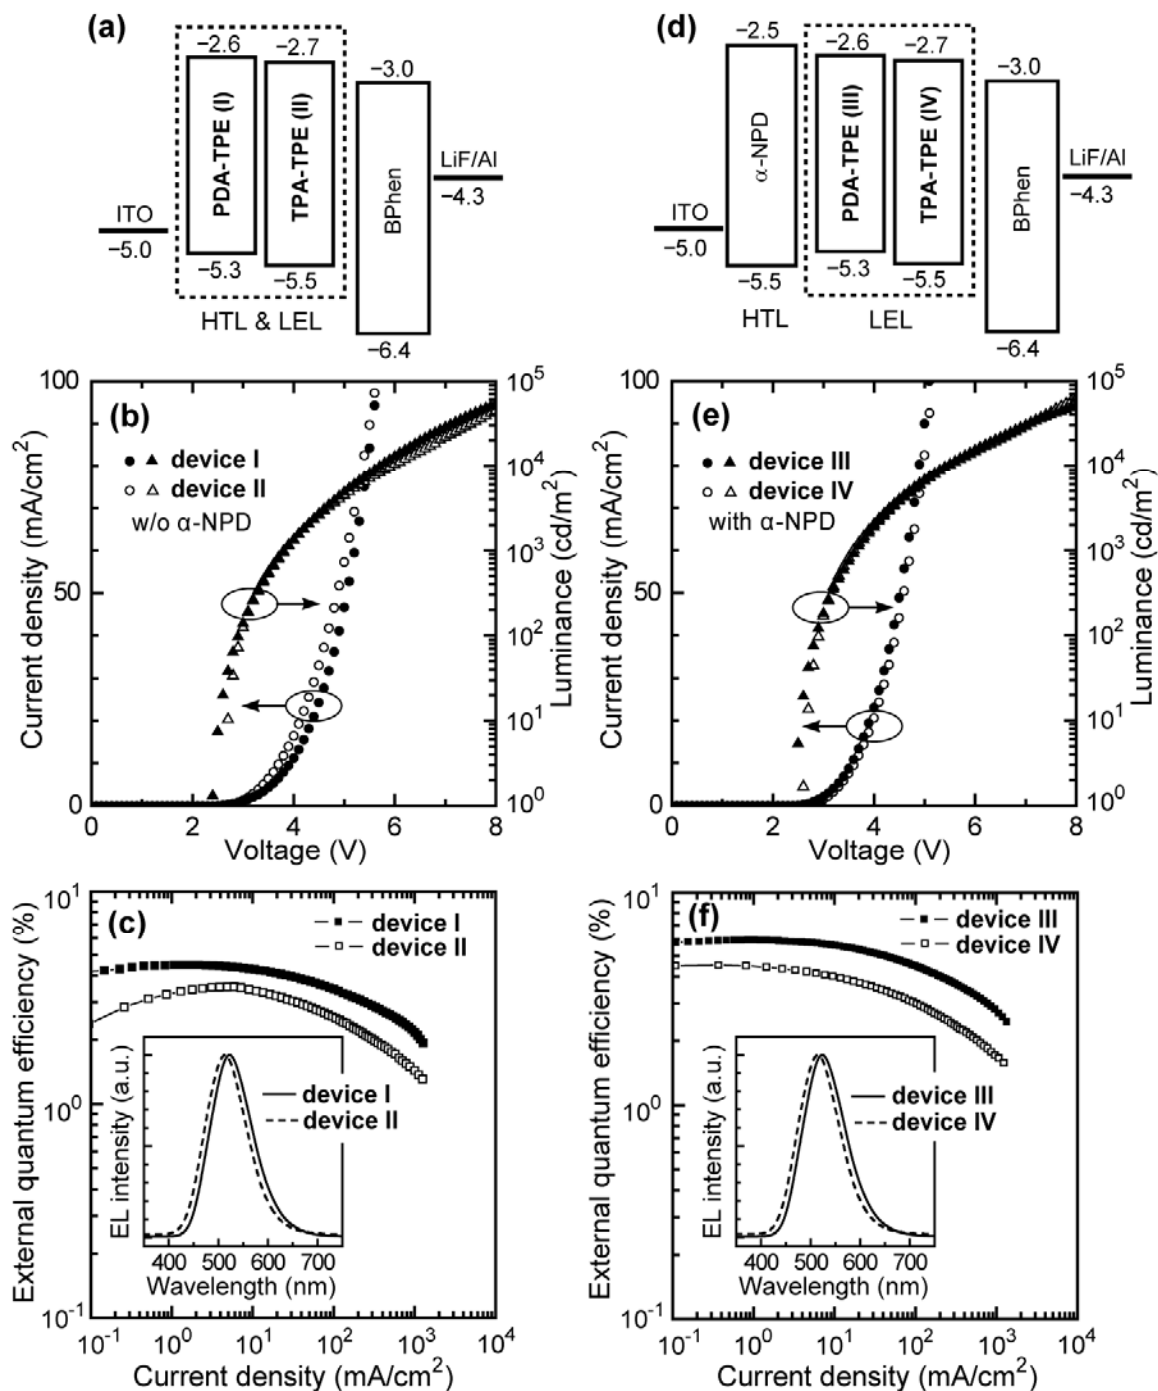 (a)
−2.6
−2.7
−3.0
PDA-TPE (I)
TPA-TPE (II)
BPhen
LiF/Al
−4.3
ITO
−5.0
−5.3
−5.5
HTL & LEL
−6.4
(d)
−2.5
−2.6
−2.7
−3.0
α-NPD
PDA-TPE (III)
TPA-TPE (IV)
BPhen
LiF/Al
−4.3
ITO
−5.0
−5.5
−5.3
−5.5
HTL
LEL
−6.4
(b)
device I
device II
w/o α-NPD
Current density (mA/cm2)
100
50
0
Luminance (cd/m2)
10^5
10^4
10^3
10^2
10^1
10^0
0 2 4 6 8
Voltage (V)
(e)
device III
device IV
with α-NPD
Current density (mA/cm2)
100
50
0
Luminance (cd/m2)
10^5
10^4
10^3
10^2
10^1
10^0
0 2 4 6 8
Voltage (V)
(c)
device I
device II
External quantum efficiency (%)
10^1
10^0
10^-1
EL intensity (a.u.)
device I
device II
400 500 600 700
Wavelength (nm)
10^-1 10^0 10^1 10^2 10^3 10^4
Current density (mA/cm2)
(f)
device III
device IV
External quantum efficiency (%)
10^1
10^0
10^-1
EL intensity (a.u.)
device III
device IV
400 500 600 700
Wavelength (nm)
10^-1 10^0 10^1 10^2 10^3 10^4
Current density (mA/cm2)